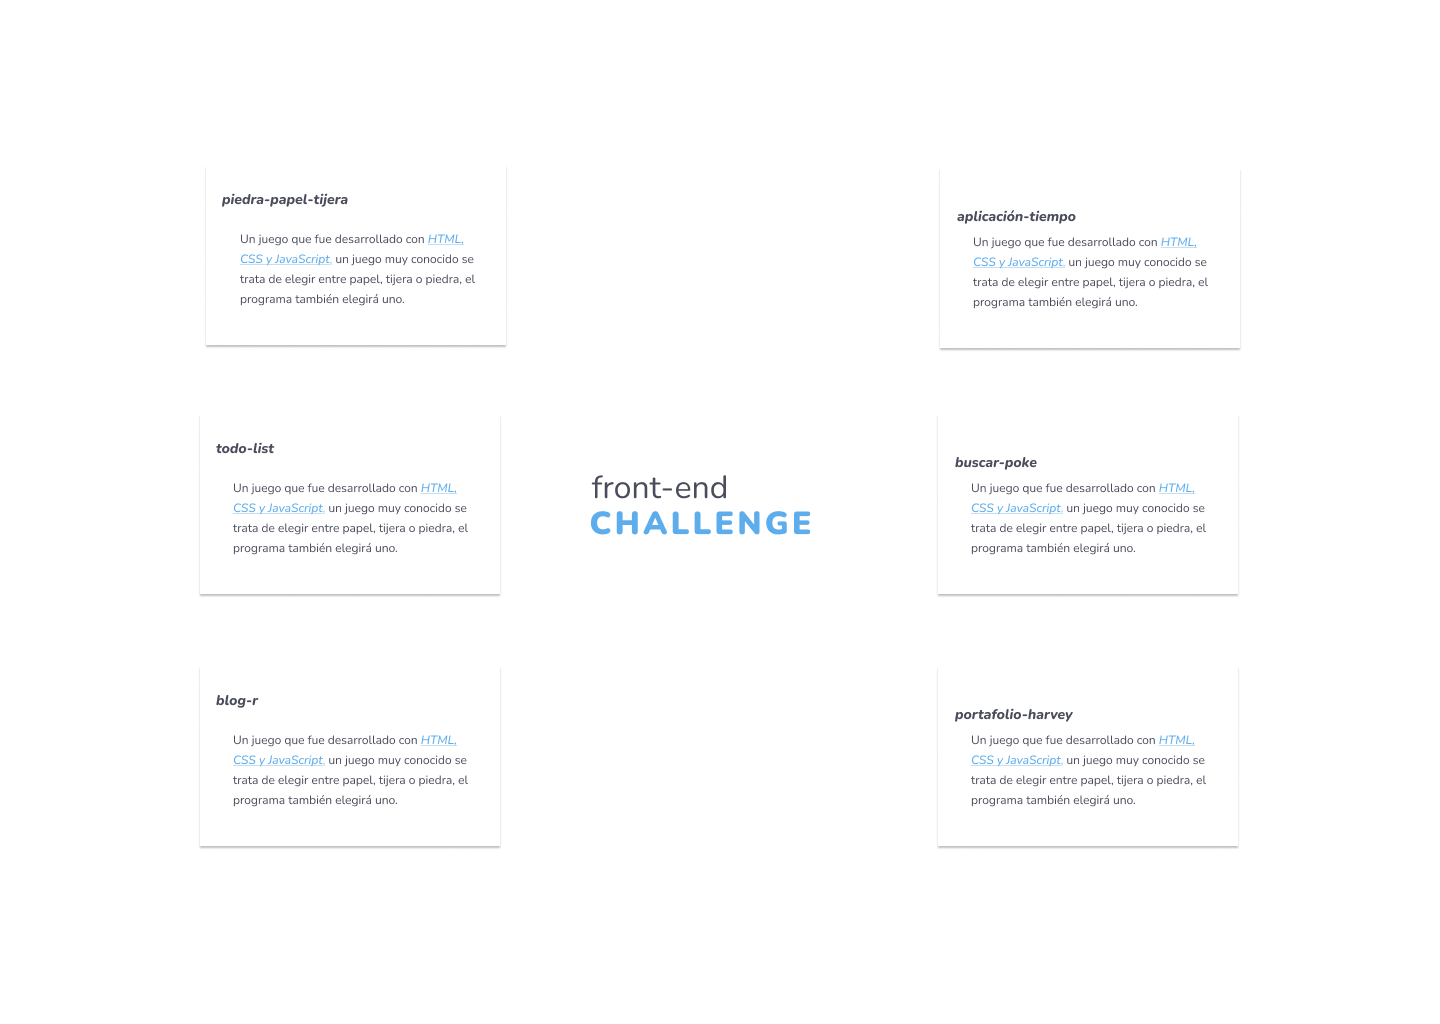 piedra-papel-tijera
Un juego que fue desarrollado con HTML,
CSS y JavaScript, un juego muy conocido se
trata de elegir entre papel, tijera o piedra, el
programa también elegirá uno.
aplicación-tiempo
Un juego que fue desarrollado con HTML,
CSS y JavaScript, un juego muy conocido se
trata de elegir entre papel, tijera o piedra, el
programa también elegirá uno.
todo-list
Un juego que fue desarrollado con HTML,
CSS y JavaScript, un juego muy conocido se
trata de elegir entre papel, tijera o piedra, el
programa también elegirá uno.
front-end
CHALLENGE
buscar-poke
Un juego que fue desarrollado con HTML,
CSS y JavaScript, un juego muy conocido se
trata de elegir entre papel, tijera o piedra, el
programa también elegirá uno.
blog-r
Un juego que fue desarrollado con HTML,
CSS y JavaScript, un juego muy conocido se
trata de elegir entre papel, tijera o piedra, el
programa también elegirá uno.
portafolio-harvey
Un juego que fue desarrollado con HTML,
CSS y JavaScript, un juego muy conocido se
trata de elegir entre papel, tijera o piedra, el
programa también elegirá uno.